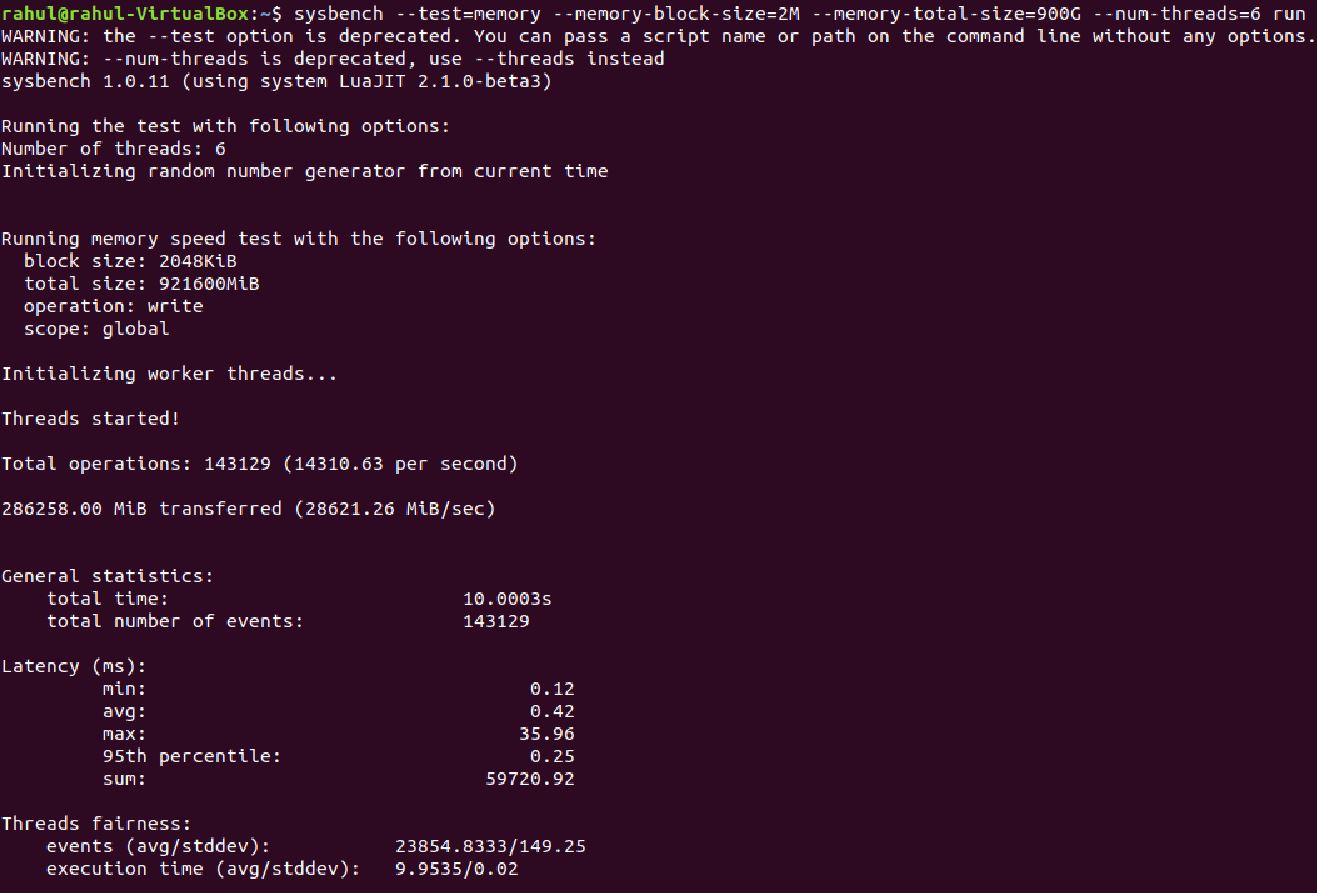 rahul@rahul-VirtualBox:~$ sysbench --test=memory --memory-block-size=2M --memory-total-size=900G --num-threads=6 run
WARNING: the --test option is deprecated. You can pass a script name or path on the command line without any options.
WARNING: --num-threads is deprecated, use --threads instead
sysbench 1.0.11 (using system LuaJIT 2.1.0-beta3)
Running the test with following options:
Number of threads: 6
Initializing random number generator from current time
Running memory speed test with the following options:
block size: 2048KiB
total size: 921600MiB
operation: write
scope: global
Initializing worker threads...
Threads started!
Total operations: 143129 (14310.63 per second)
286258.00 MiB transferred (28621.26 MiB/sec)
General statistics:
total time: 10.0003s
total number of events: 143129
Latency (ms):
min: 0.12
avg: 0.42
max: 35.96
95th percentile: 0.25
sum: 59720.92
Threads fairness:
events (avg/stddev): 23854.8333/149.25
execution time (avg/stddev): 9.9535/0.02